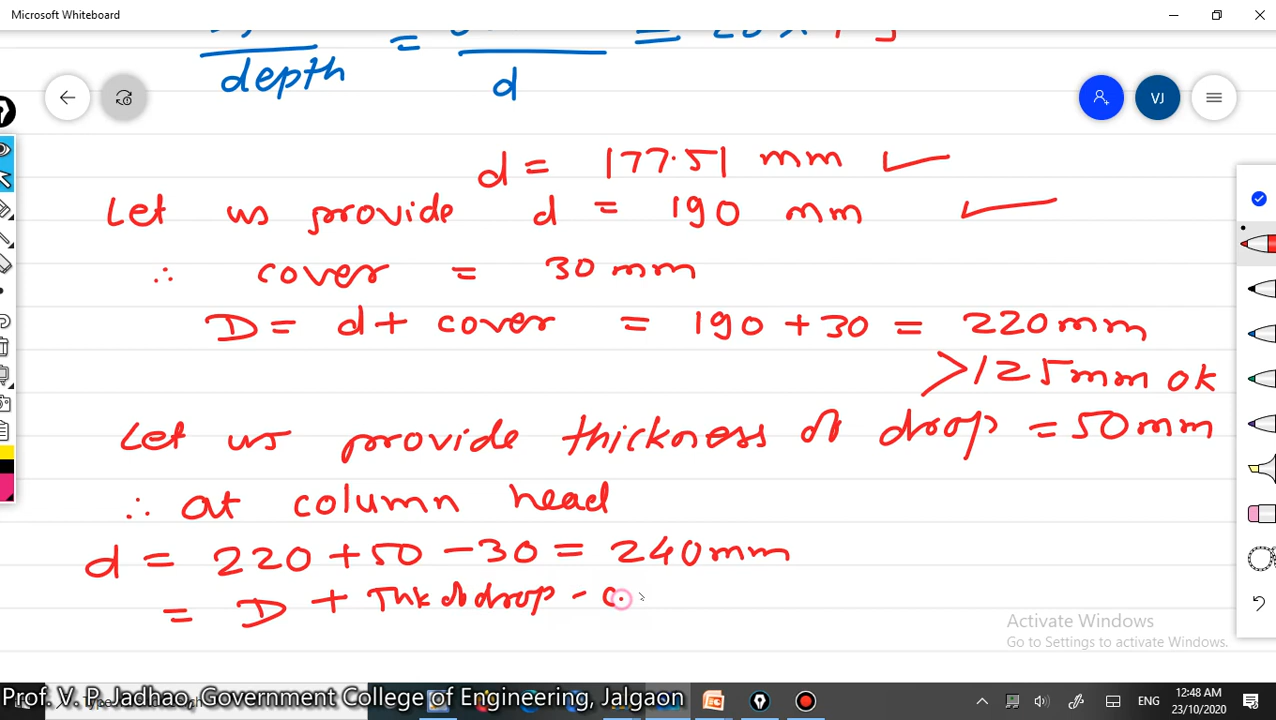 Microsoft Whiteboard
depth = d = 20 x
VJ
d = 177.51 mm
Let us provide d = 190 mm
∴ cover = 30 mm
D = d + cover = 190 + 30 = 220 mm
> 125 mm ok
Let us provide thickness of drop = 50 mm
∴ at column head
d = 220 + 50 - 30 = 240 mm
= D + Thk of drop -
Activate Windows
Go to Settings to activate Windows.
Prof. V. P.Jadhao, Government College of Engineering, Jalgaon
ENG
12:48 AM
23/10/2020